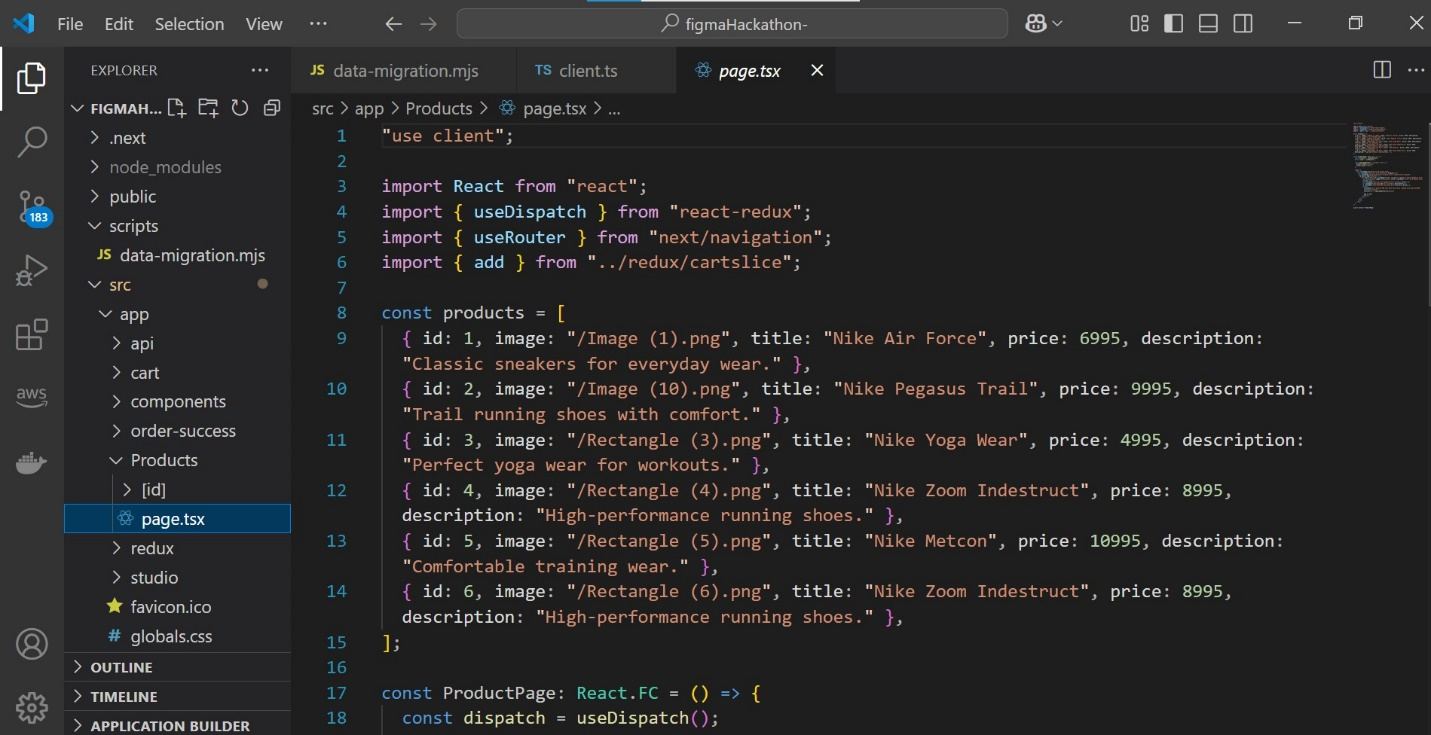 File Edit Selection View ... figmaHackathon-
EXPLORER ...
FIGMAH...
.next
node_modules
public
scripts
JS data-migration.mjs
src
app
api
cart
components
order-success
Products
[id]
page.tsx
redux
studio
favicon.ico
# globals.css
OUTLINE
TIMELINE
APPLICATION BUILDER
183
aws
JS data-migration.mjs TS client.ts page.tsx
src > app > Products > page.tsx > ...
1 "use client";
2
3 import React from "react";
4 import { useDispatch } from "react-redux";
5 import { useRouter } from "next/navigation";
6 import { add } from "../redux/cartslice";
7
8 const products = [
9 { id: 1, image: "/Image (1).png", title: "Nike Air Force", price: 6995, description:
"Classic sneakers for everyday wear." },
10 { id: 2, image: "/Image (10).png", title: "Nike Pegasus Trail", price: 9995, description:
"Trail running shoes with comfort." },
11 { id: 3, image: "/Rectangle (3).png", title: "Nike Yoga Wear", price: 4995, description:
"Perfect yoga wear for workouts." },
12 { id: 4, image: "/Rectangle (4).png", title: "Nike Zoom Indestruct", price: 8995,
description: "High-performance running shoes." },
13 { id: 5, image: "/Rectangle (5).png", title: "Nike Metcon", price: 10995, description:
"Comfortable training wear." },
14 { id: 6, image: "/Rectangle (6).png", title: "Nike Zoom Indestruct", price: 8995,
description: "High-performance running shoes." },
15 ];
16
17 const ProductPage: React.FC = () => {
18 const dispatch = useDispatch();